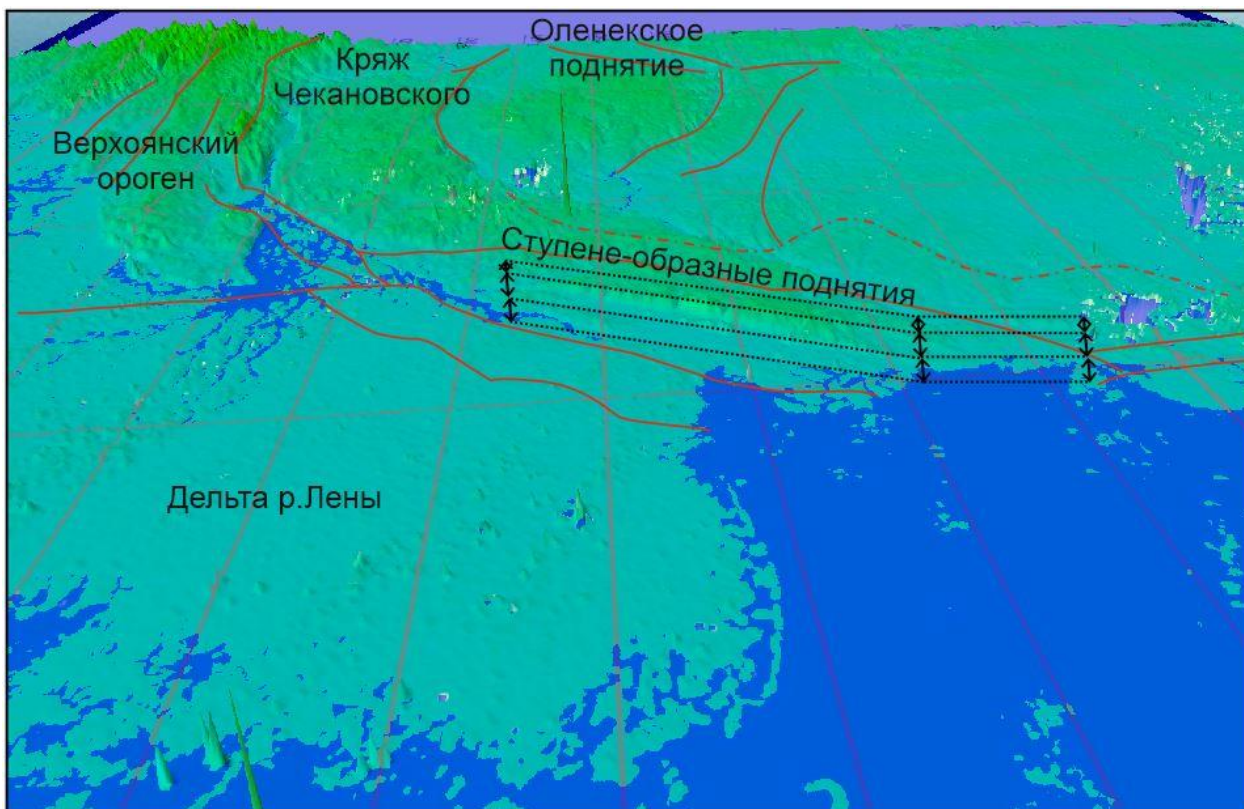 Оленекское
поднятие
Кряж
Чекановского
Верхоянский
ороген
Ступене-образные поднятия
Дельта р.Лены